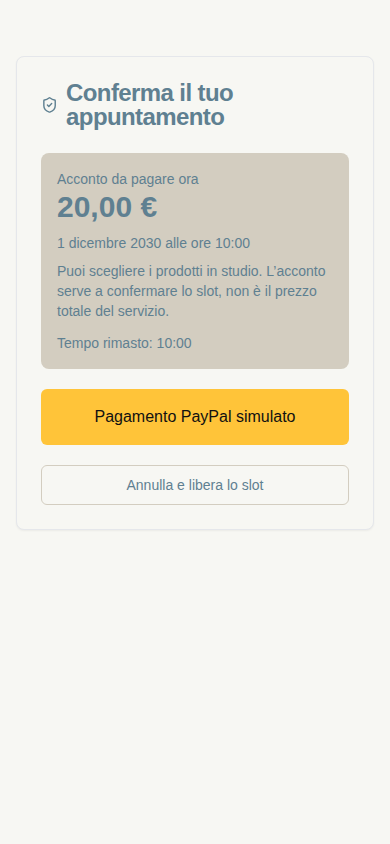 Conferma il tuo
appuntamento
Acconto da pagare ora
20,00 €
1 dicembre 2030 alle ore 10:00
Puoi scegliere i prodotti in studio. L'acconto
serve a confermare lo slot, non è il prezzo
totale del servizio.
Tempo rimasto: 10:00
Pagamento PayPal simulato
Annulla e libera lo slot